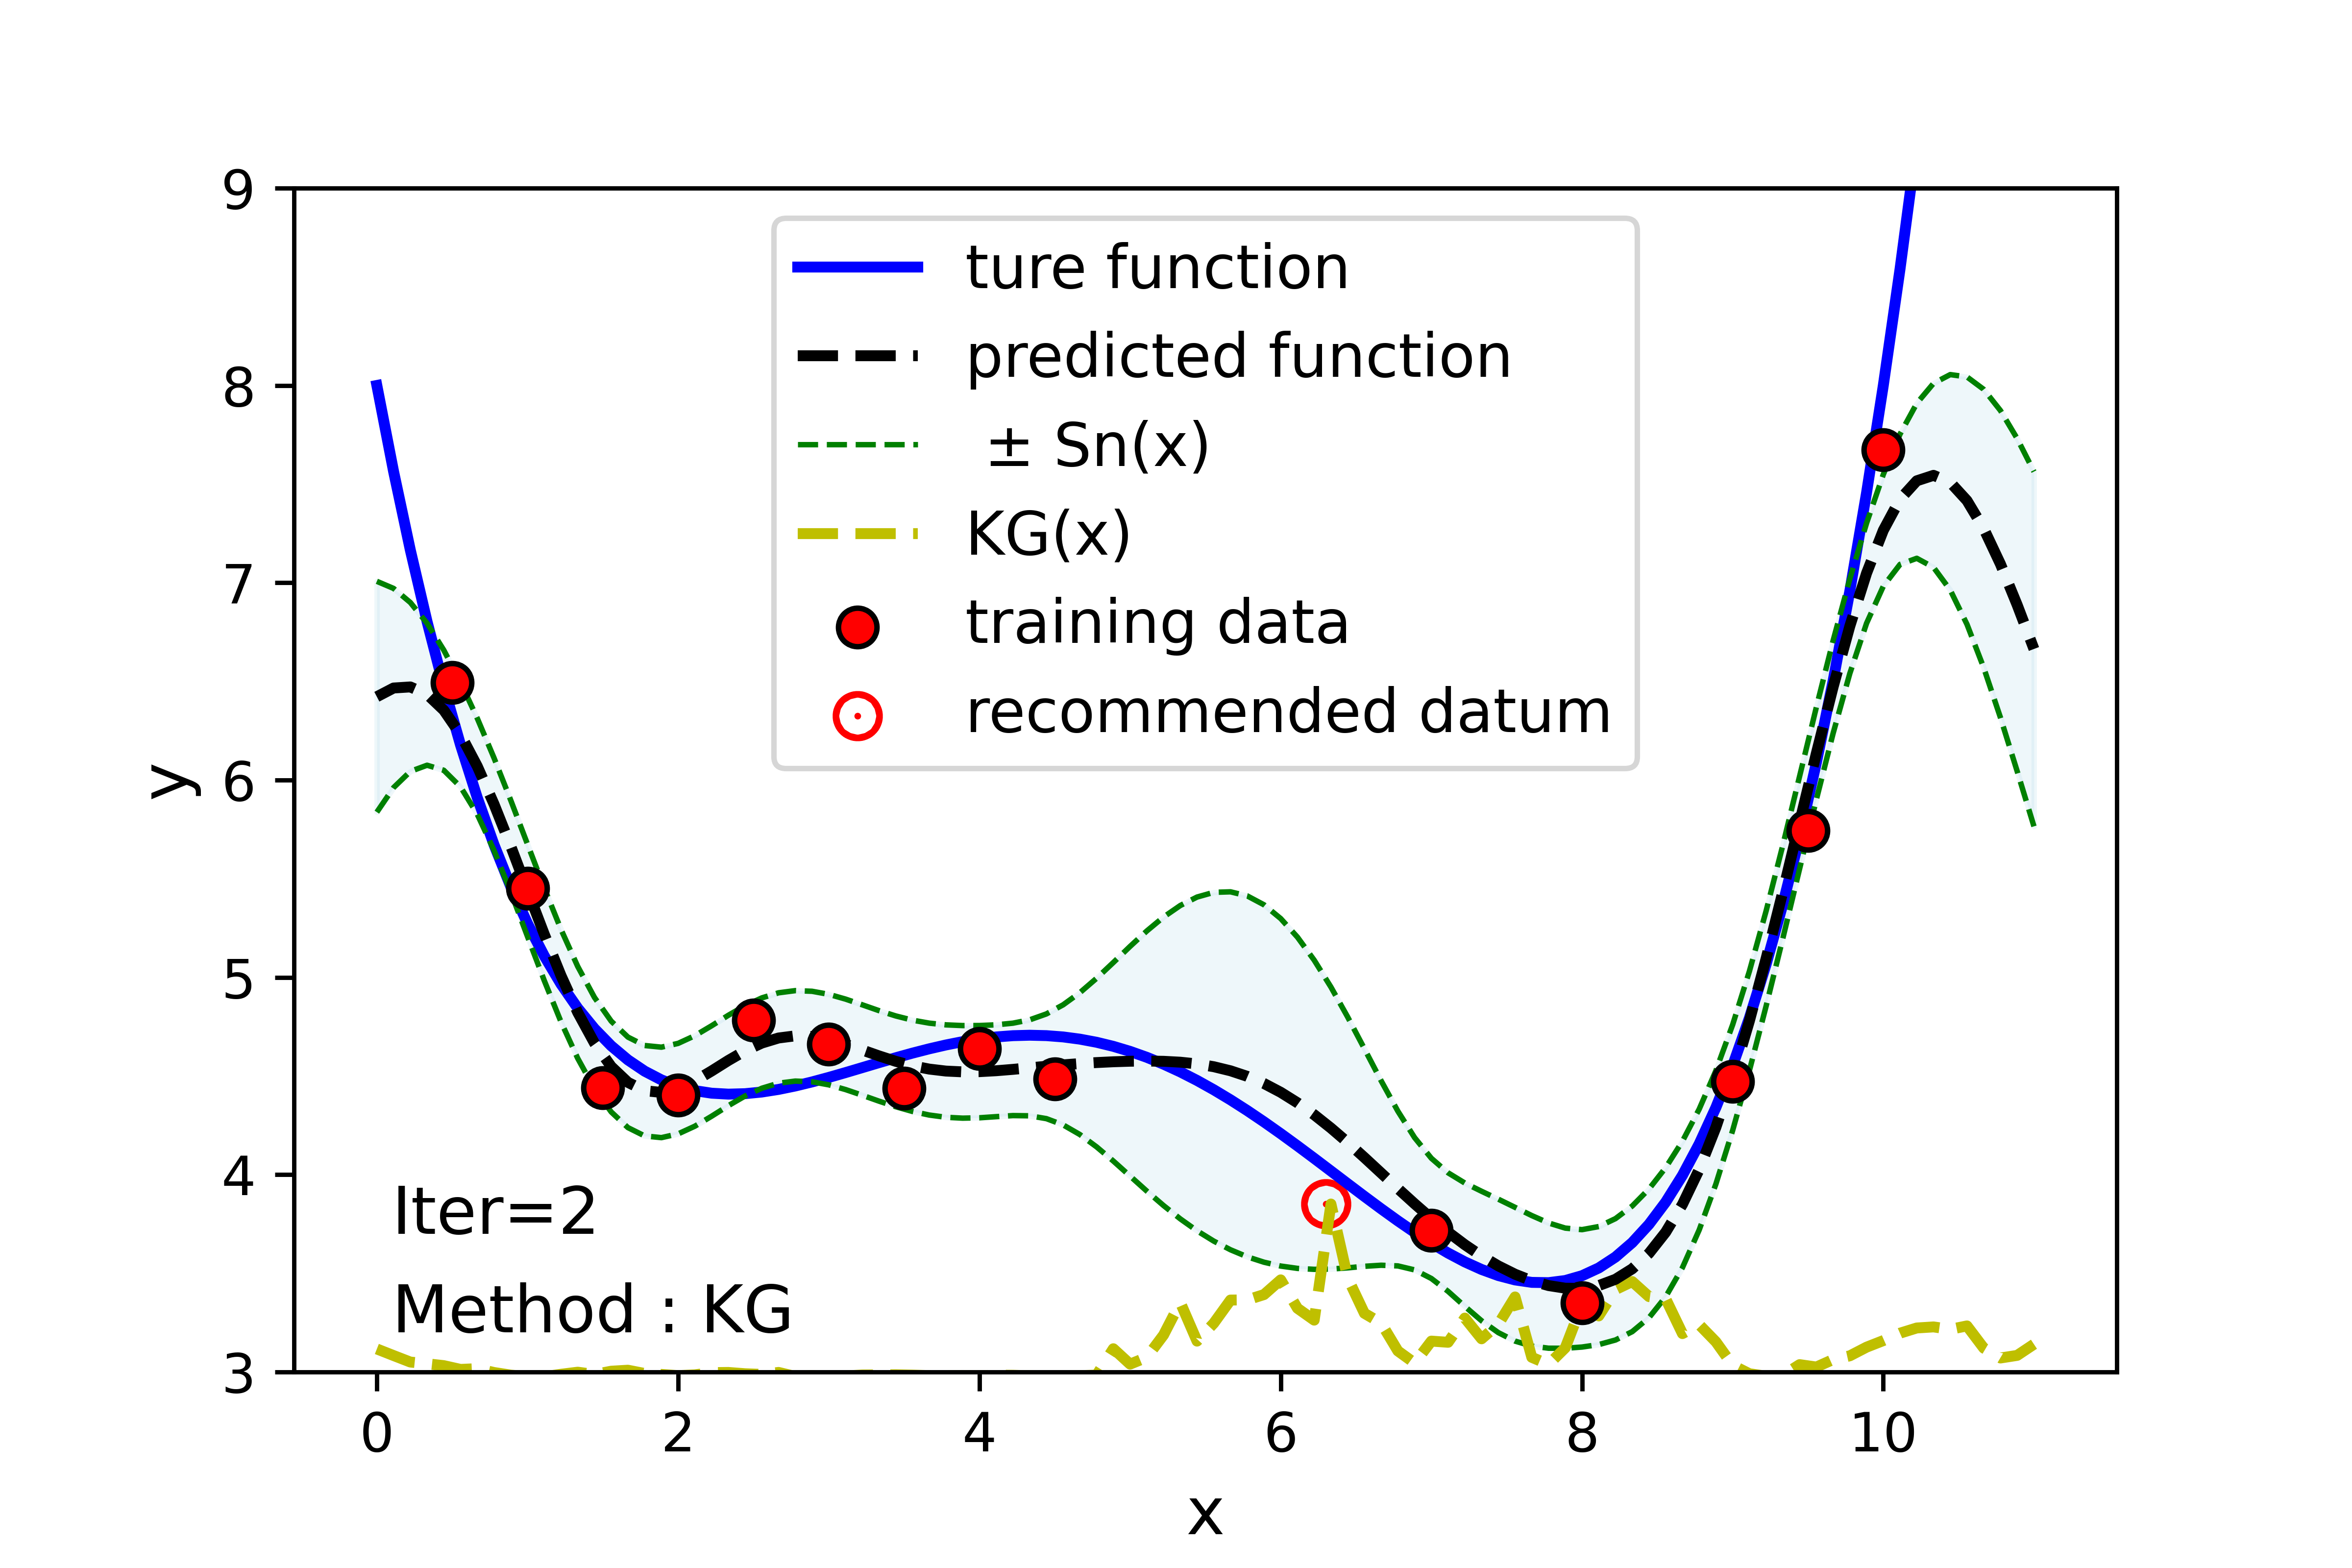 9
8
7
6
5
4
3
y
0 2 4 6 8 10
x
ture function
predicted function
± Sn(x)
KG(x)
training data
recommended datum
Iter=2
Method : KG